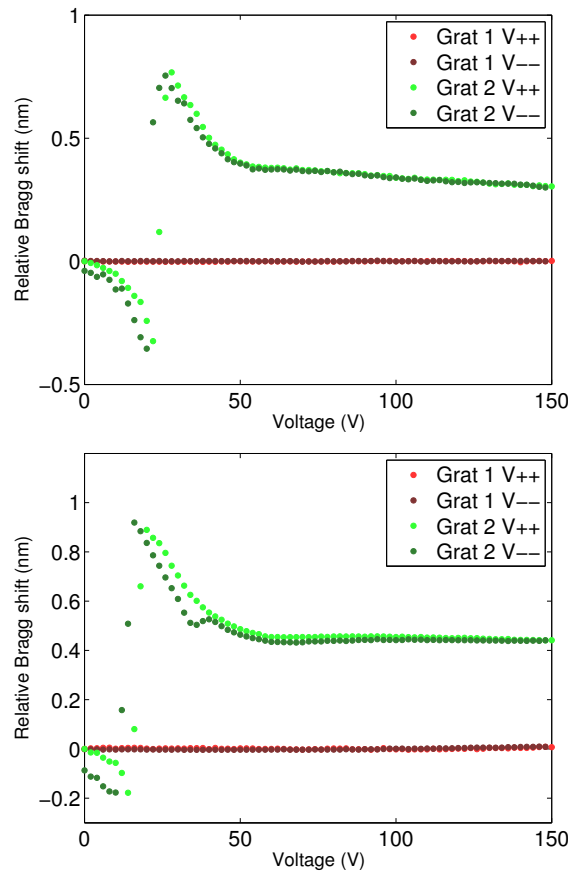 1
0.5
0
−0.5
0
50
100
150
Relative Bragg shift (nm)
Voltage (V)
Grat 1 V++
Grat 1 V−−
Grat 2 V++
Grat 2 V−−
1
0.8
0.6
0.4
0.2
0
−0.2
0
50
100
150
Relative Bragg shift (nm)
Voltage (V)
Grat 1 V++
Grat 1 V−−
Grat 2 V++
Grat 2 V−−